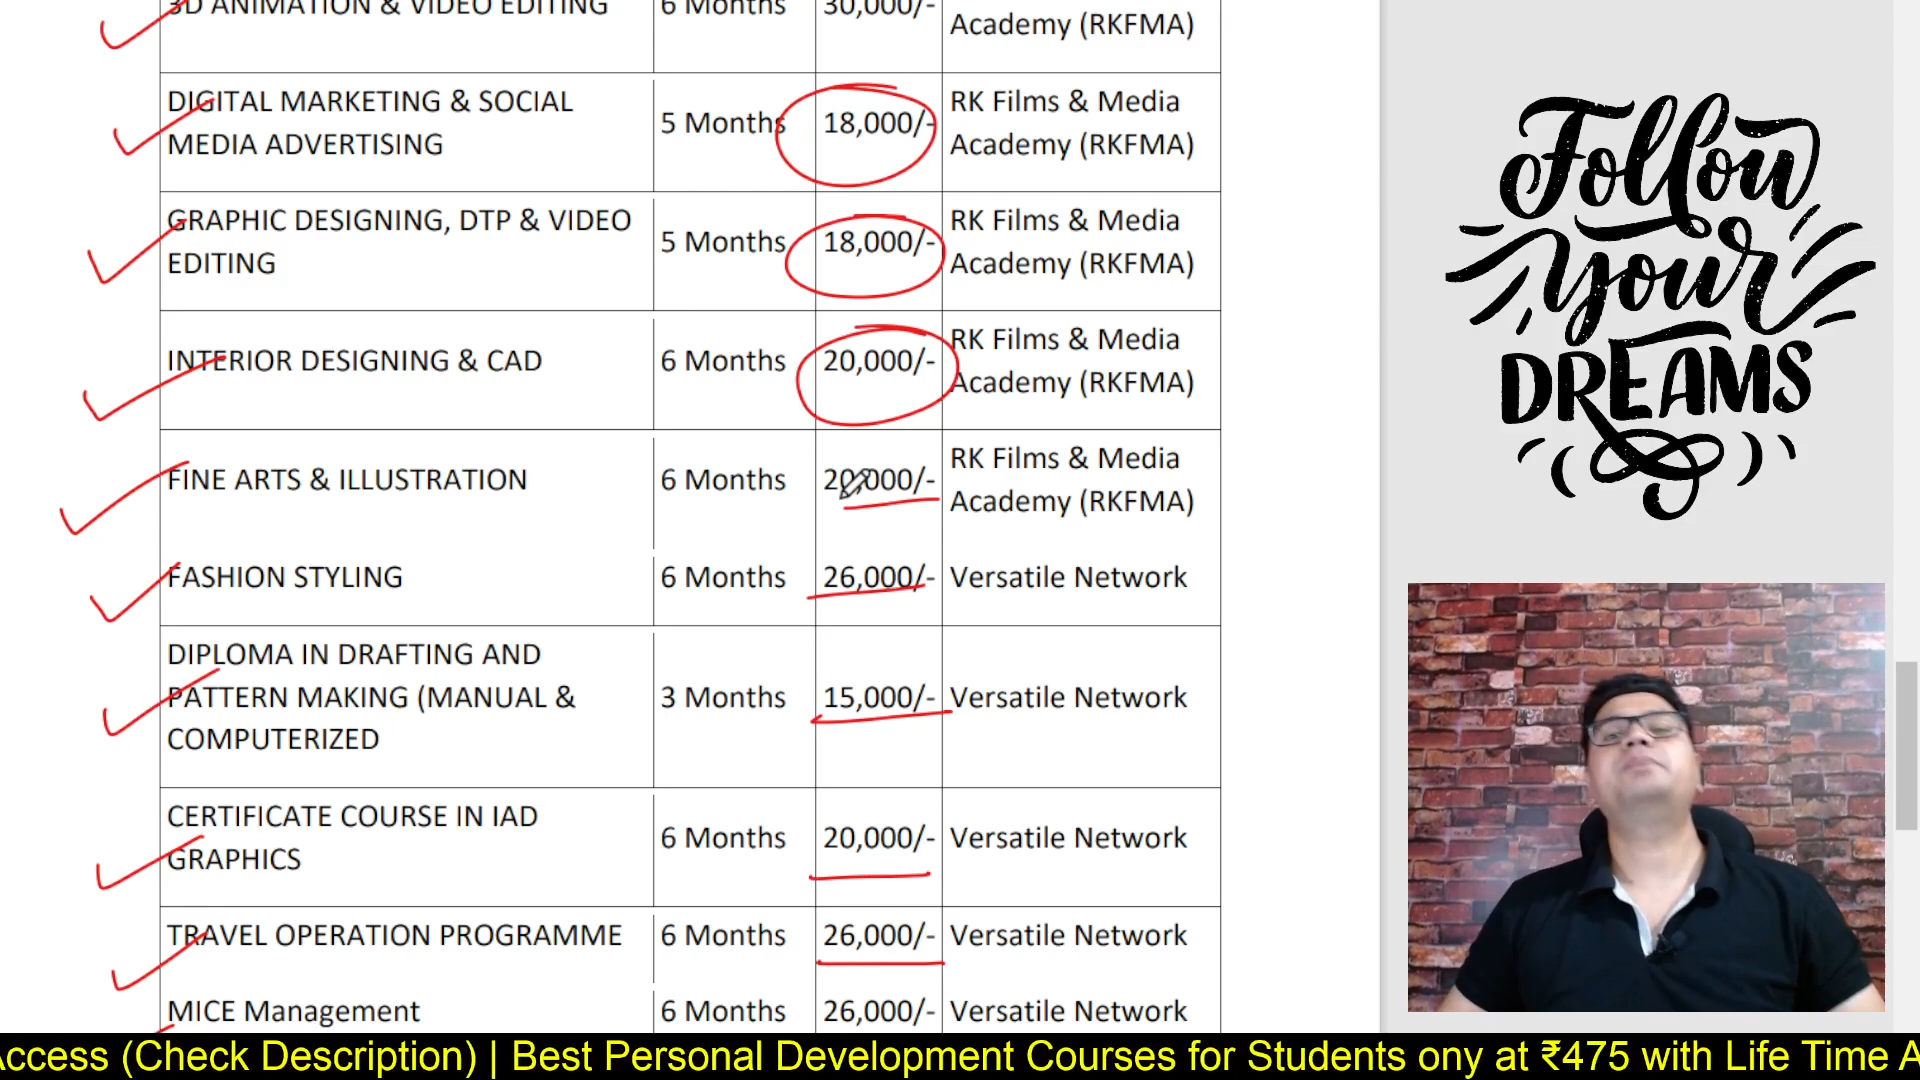 3D ANIMATION & VIDEO EDITING
6 Months
30,000/-
Academy (RKFMA)
DIGITAL MARKETING & SOCIAL
MEDIA ADVERTISING
5 Months
18,000/-
RK Films & Media
Academy (RKFMA)
GRAPHIC DESIGNING, DTP & VIDEO
EDITING
5 Months
18,000/-
RK Films & Media
Academy (RKFMA)
INTERIOR DESIGNING & CAD
6 Months
20,000/-
RK Films & Media
Academy (RKFMA)
FINE ARTS & ILLUSTRATION
6 Months
20,000/-
RK Films & Media
Academy (RKFMA)
FASHION STYLING
6 Months
26,000/-
Versatile Network
DIPLOMA IN DRAFTING AND
PATTERN MAKING (MANUAL &
COMPUTERIZED
3 Months
15,000/-
Versatile Network
CERTIFICATE COURSE IN IAD
GRAPHICS
6 Months
20,000/-
Versatile Network
TRAVEL OPERATION PROGRAMME
6 Months
26,000/-
Versatile Network
MICE Management
6 Months
26,000/-
Versatile Network
Follow
Your
DREAMS
Access (Check Description) | Best Personal Development Courses for Students ony at ₹475 with Life Time A